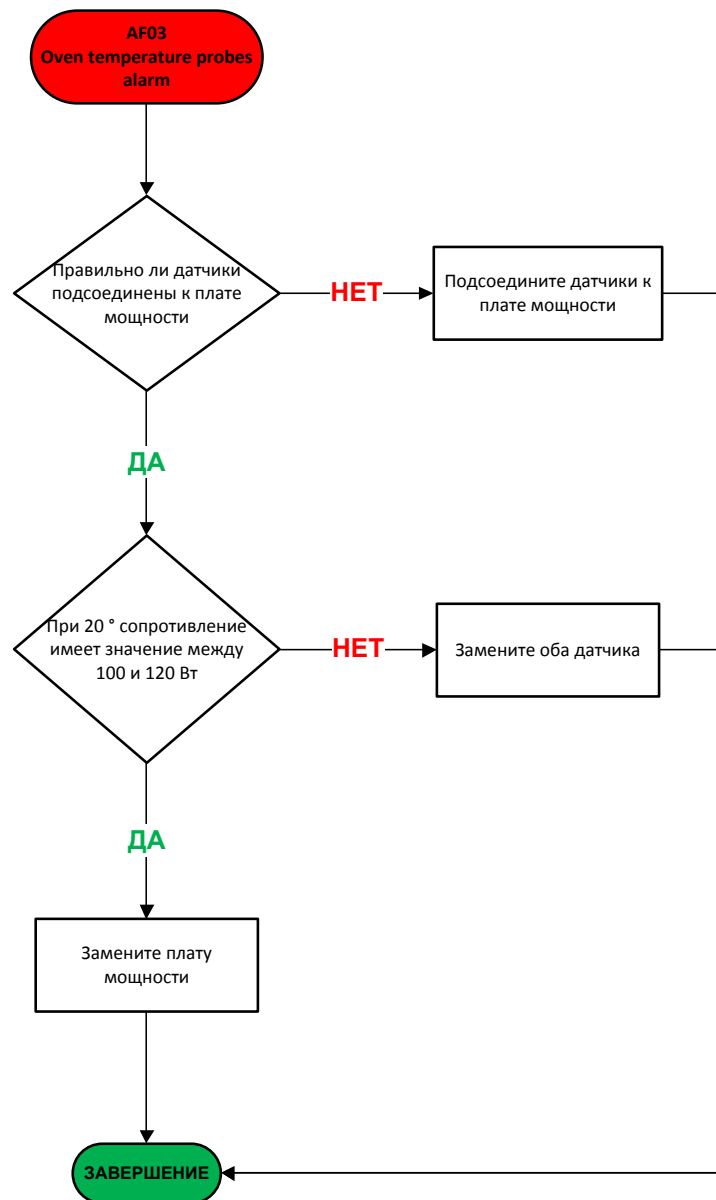 AF03
Oven temperature probes
alarm
Правильно ли датчики
подсоединены к плате
мощности
НЕТ
Подсоедините датчики к
плате мощности
ДА
При 20 ° сопротивление
имеет значение между
100 и 120 Вт
НЕТ
Замените оба датчика
ДА
Замените плату
мощности
ЗАВЕРШЕНИЕ